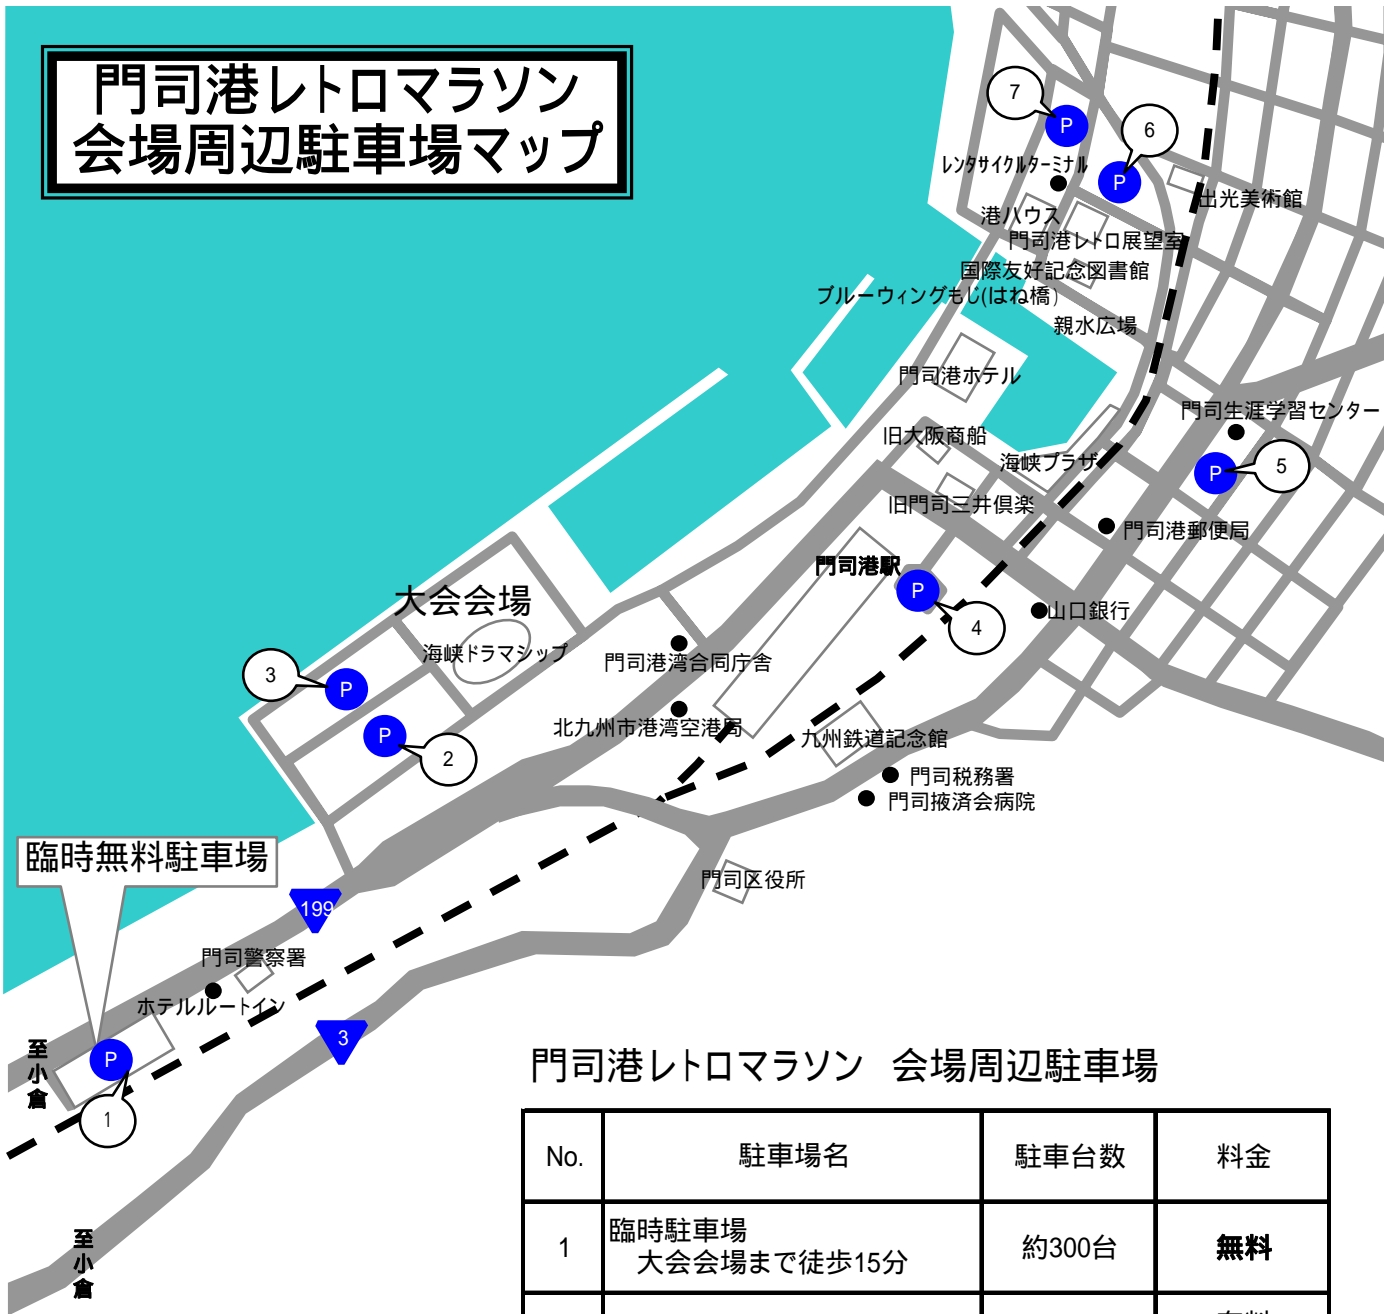 門司港レトロマラソン
会場周辺駐車場マップ
7
P
6
P
レンタサイクルターミナル
出光美術館
港ハウス
門司港レトロ展望室
国際友好記念図書館
ブルーウィングもじ(はね橋)
親水広場
門司港ホテル
門司生涯学習センター
旧大阪商船
海峡プラザ
P
5
旧門司三井倶楽
門司港郵便局
門司港駅
P
大会会場
山口銀行
4
海峡ドラマシップ
門司港湾合同庁舎
3
P
北九州市港湾空港局
P
2
九州鉄道記念館
門司税務署
門司掖済会病院
臨時無料駐車場
門司区役所
199
門司警察署
ホテルルートイン
3
至小倉
P
1
至小倉
門司港レトロマラソン 会場周辺駐車場
No. 駐車場名 駐車台数 料金
1 臨時駐車場 約300台 無料
大会会場まで徒歩15分